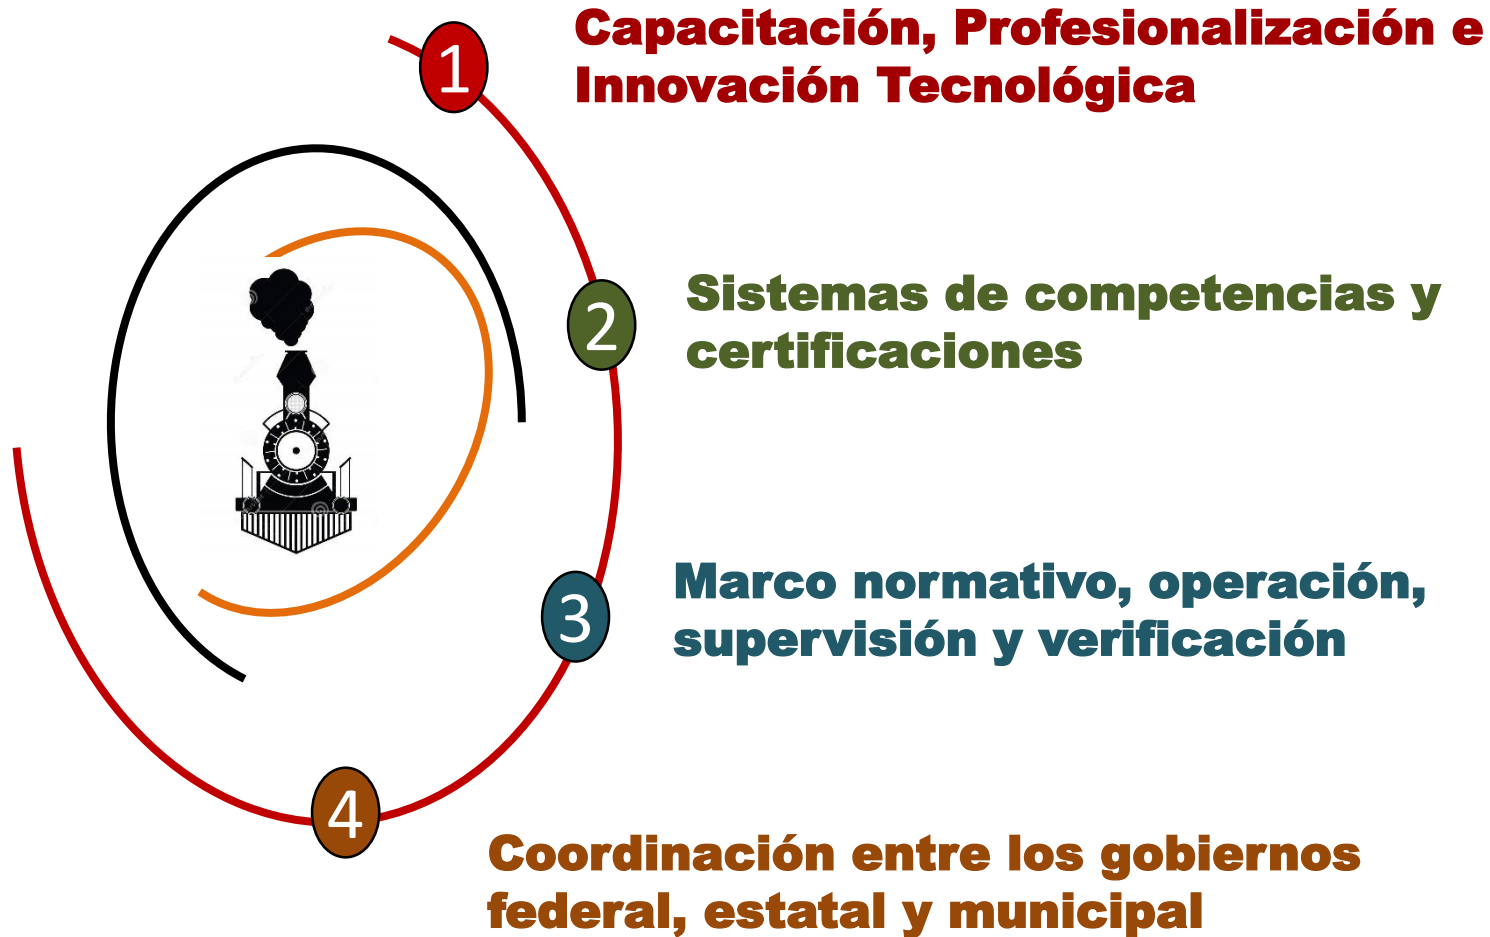 1
Capacitación, Profesionalización e
Innovación Tecnológica
2
Sistemas de competencias y
certificaciones
3
Marco normativo, operación,
supervisión y verificación
4
Coordinación entre los gobiernos
federal, estatal y municipal